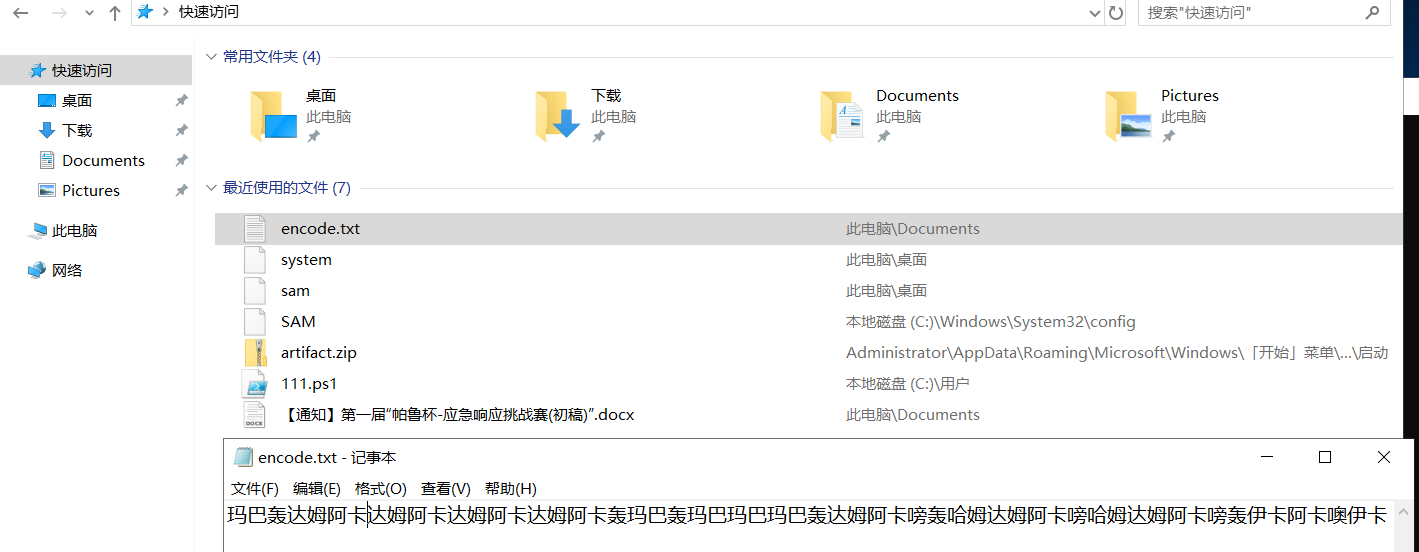 快速访问
搜索"快速访问"
快速访问
桌面
下载
Documents
Pictures
此电脑
网络
常用文件夹 (4)
桌面
此电脑
下载
此电脑
Documents
此电脑
Pictures
此电脑
最近使用的文件 (7)
encode.txt 此电脑\Documents
system 此电脑\桌面
sam 此电脑\桌面
SAM 本地磁盘 (C:)\Windows\System32\config
artifact.zip Administrator\AppData\Roaming\Microsoft\Windows\「开始」菜单\...\启动
111.ps1 本地磁盘 (C:)\用户
DOCX 【通知】第一届“帕鲁杯-应急响应挑战赛(初稿)”.docx 此电脑\Documents
encode.txt - 记事本
文件(F) 编辑(E) 格式(O) 查看(V) 帮助(H)
玛巴轰达姆阿卡达姆阿卡达姆阿卡达姆阿卡轰玛巴轰玛巴玛巴玛巴轰达姆阿卡嗙轰哈姆达姆阿卡嗙哈姆达姆阿卡嗙轰伊卡阿卡噢伊卡